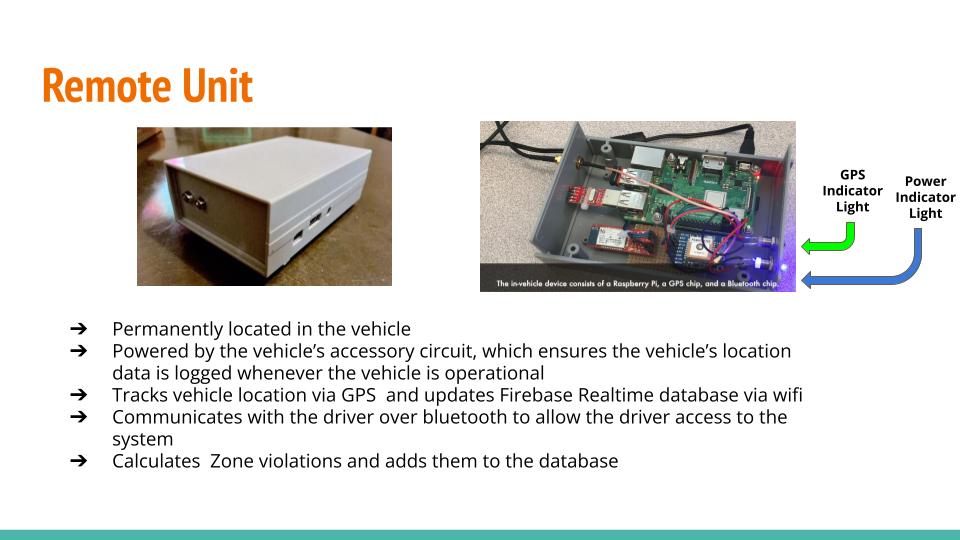 Remote Unit
GPS
Indicator
Light
Power
Indicator
Light
The in-vehicle device consists of a Raspberry Pi, a GPS chip, and a Bluetooth chip.
➔ Permanently located in the vehicle
➔ Powered by the vehicle’s accessory circuit, which ensures the vehicle’s location
data is logged whenever the vehicle is operational
➔ Tracks vehicle location via GPS  and updates Firebase Realtime database via wifi
➔ Communicates with the driver over bluetooth to allow the driver access to the
system
➔ Calculates  Zone violations and adds them to the database